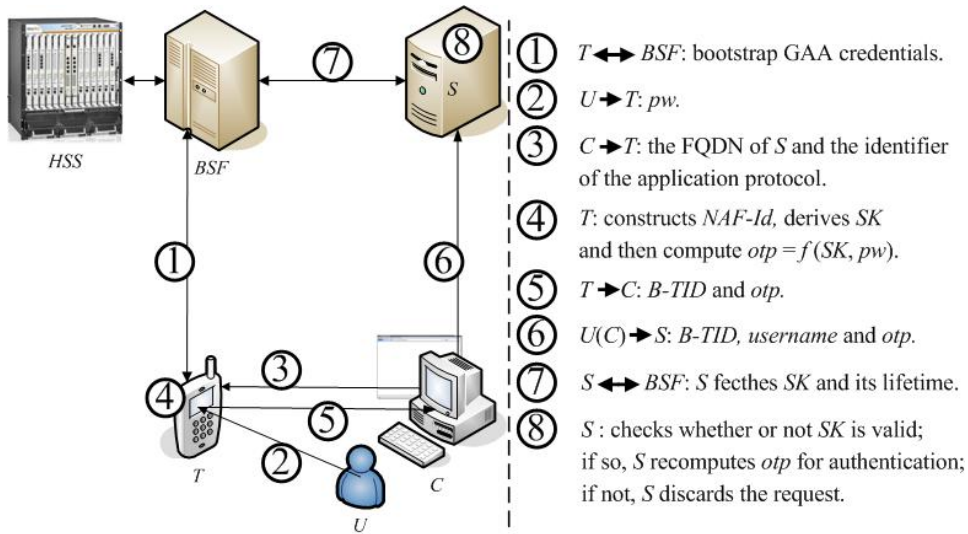 ⑦
⑧
S
HSS
BSF
①
⑥
③
④
⑤
②
T
C
U
① T↔BSF: bootstrap GAA credentials.
② U→T: pw.
③ C→T: the FQDN of S and the identifier
of the application protocol.
④ T: constructs NAF-Id, derives SK
and then compute otp = f (SK, pw).
⑤ T→C: B-TID and otp.
⑥ U(C)→S: B-TID, username and otp.
⑦ S↔BSF: S fecthes SK and its lifetime.
⑧ S : checks whether or not SK is valid;
if so, S recomputes otp for authentication;
if not, S discards the request.